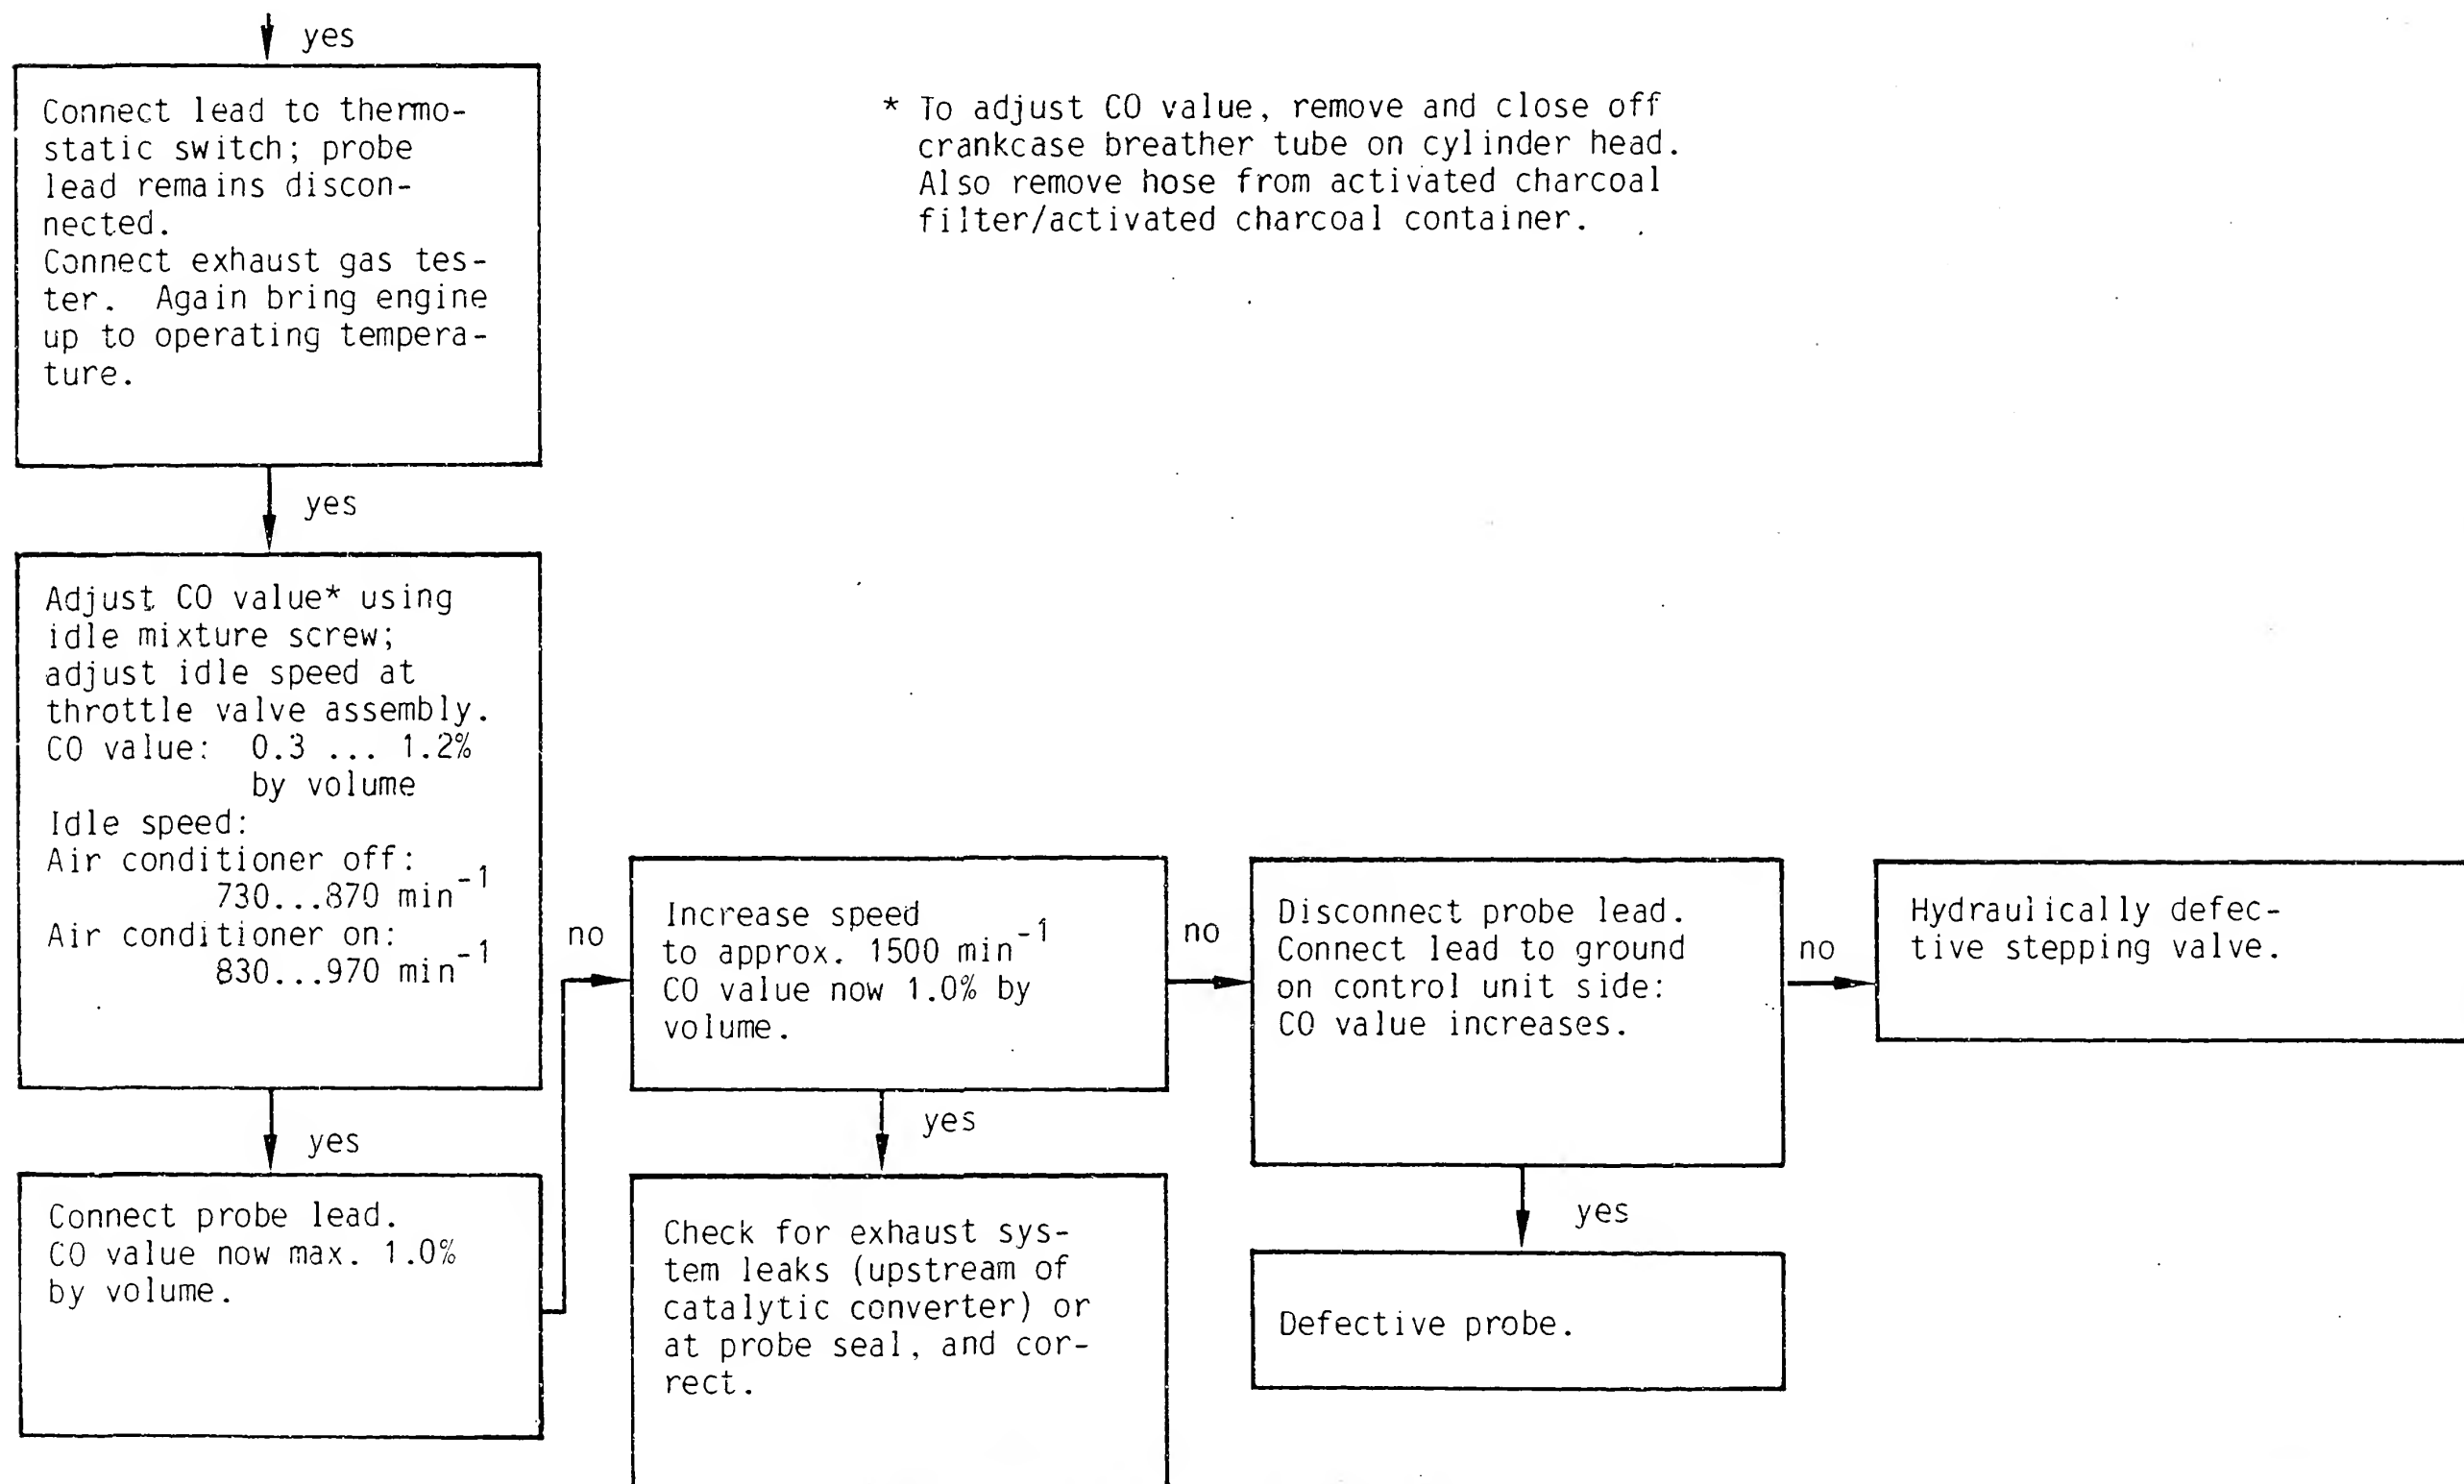 yes
Connect lead to thermo-
static switch; probe
lead remains discon-
nected.
Connect exhaust gas tes-
ter. Again bring engine
up to operating tempera-
ture.
* To adjust CO value, remove and close off
crankcase breather tube on cylinder head.
Also remove hose from activated charcoal
filter/activated charcoal container.
yes
Adjust CO value* using
idle mixture screw;
adjust idle speed at
throttle valve assembly.
CO value: 0.3 ... 1.2%
by volume
Idle speed:
Air conditioner off:
730...870 min⁻¹
Air conditioner on:
830...970 min⁻¹
yes
Connect probe lead.
CO value now max. 1.0%
by volume.
no
Increase speed
to approx. 1500 min⁻¹
CO value now 1.0% by
volume.
yes
Check for exhaust sys-
tem leaks (upstream of
catalytic converter) or
at probe seal, and cor-
rect.
no
Disconnect probe lead.
Connect lead to ground
on control unit side:
CO value increases.
yes
Defective probe.
no
Hydraulically defec-
tive stepping valve.